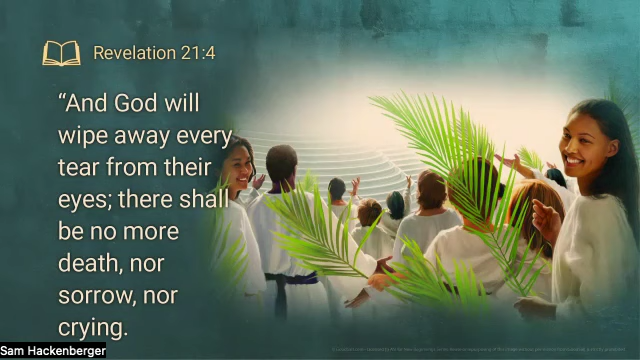 Revelation 21:4
“And God will
wipe away every
tear from their
eyes; there shall
be no more
death, nor
sorrow, nor
crying.
Sam Hackenberger